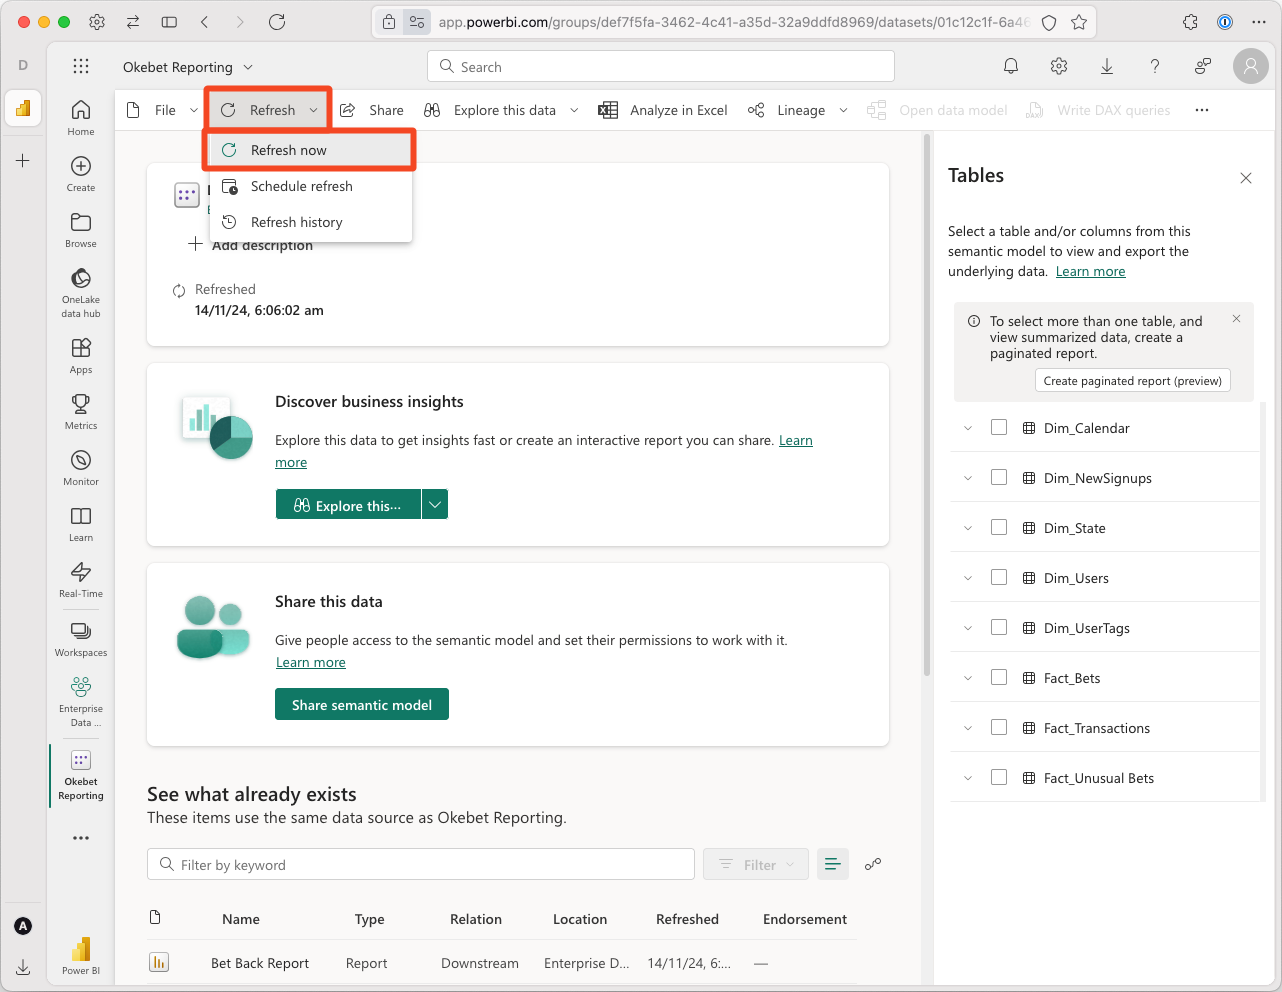 app.powerbi.com/groups/def7f5fa-3462-4c41-a35d-32a9ddfd8969/datasets/01c12c1f-6a46
D
Okebet Reporting
Search
File
Refresh
Share
Explore this data
Analyze in Excel
Lineage
Open data model
Write DAX queries
Refresh now
Schedule refresh
Refresh history
Add description
Refreshed
14/11/24, 6:06:02 am
Home
Create
Browse
OneLake
data hub
Apps
Metrics
Monitor
Learn
Real-Time
Workspaces
Enterprise
Data ...
Okebet
Reporting
A
Power BI
Discover business insights
Explore this data to get insights fast or create an interactive report you can share. Learn
more
Explore this...
Share this data
Give people access to the semantic model and set their permissions to work with it.
Learn more
Share semantic model
See what already exists
These items use the same data source as Okebet Reporting.
Filter by keyword
Filter
Name Type Relation Location Refreshed Endorsement
Bet Back Report Report Downstream Enterprise D... 14/11/24, 6:... —
Tables
Select a table and/or columns from this
semantic model to view and export the
underlying data. Learn more
To select more than one table, and
view summarized data, create a
paginated report.
Create paginated report (preview)
Dim_Calendar
Dim_NewSignups
Dim_State
Dim_Users
Dim_UserTags
Fact_Bets
Fact_Transactions
Fact_Unusual Bets